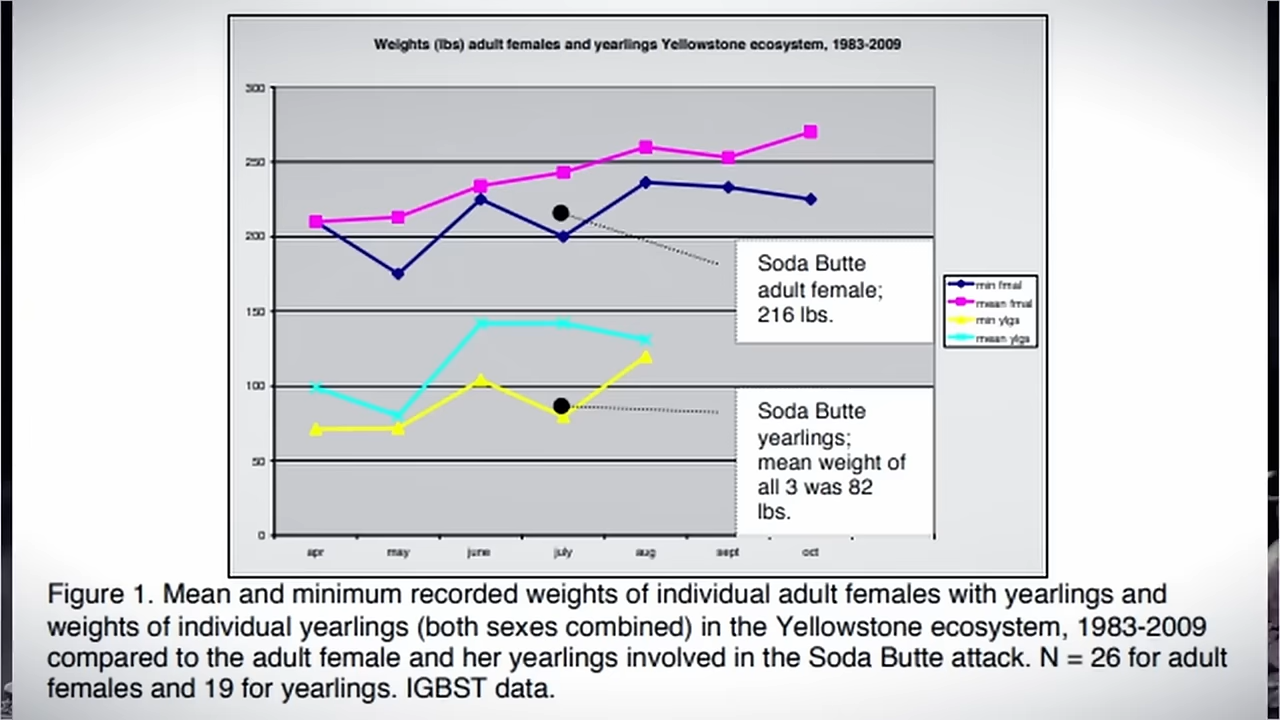 Weights (lbs) adult females and yearlings Yellowstone ecosystem, 1983-2009
300
250
200
150
100
50
0
apr may june july aug sept oct
Soda Butte
adult female;
216 lbs.
min fmal
mean fmal
min ylgs
mean ylgs
Soda Butte
yearlings;
mean weight of
all 3 was 82
lbs.
Figure 1. Mean and minimum recorded weights of individual adult females with yearlings and
weights of individual yearlings (both sexes combined) in the Yellowstone ecosystem, 1983-2009
compared to the adult female and her yearlings involved in the Soda Butte attack. N = 26 for adult
females and 19 for yearlings. IGBST data.